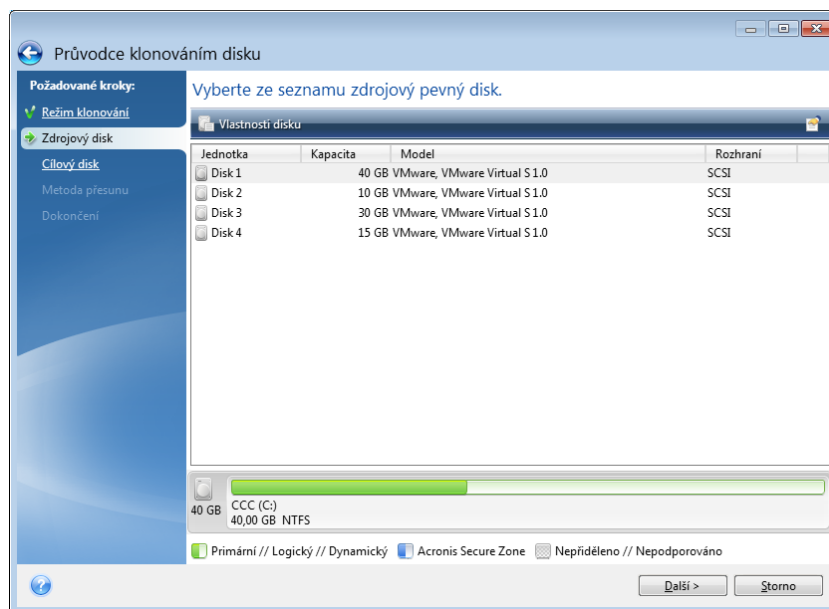 Průvodce klonováním disku
Požadované kroky:
Režim klonování
Zdrojový disk
Cílový disk
Metoda přesunu
Dokončení
Vyberte ze seznamu zdrojový pevný disk.
Vlastnosti disku
Jednotka Kapacita Model Rozhraní
Disk 1 40 GB VMware, VMware Virtual S 1.0 SCSI
Disk 2 10 GB VMware, VMware Virtual S 1.0 SCSI
Disk 3 30 GB VMware, VMware Virtual S 1.0 SCSI
Disk 4 15 GB VMware, VMware Virtual S 1.0 SCSI
40 GB
CCC (C:)
40,00 GB NTFS
Primární // Logický // Dynamický Acronis Secure Zone Nepřiděleno // Nepodporováno
Další > Storno